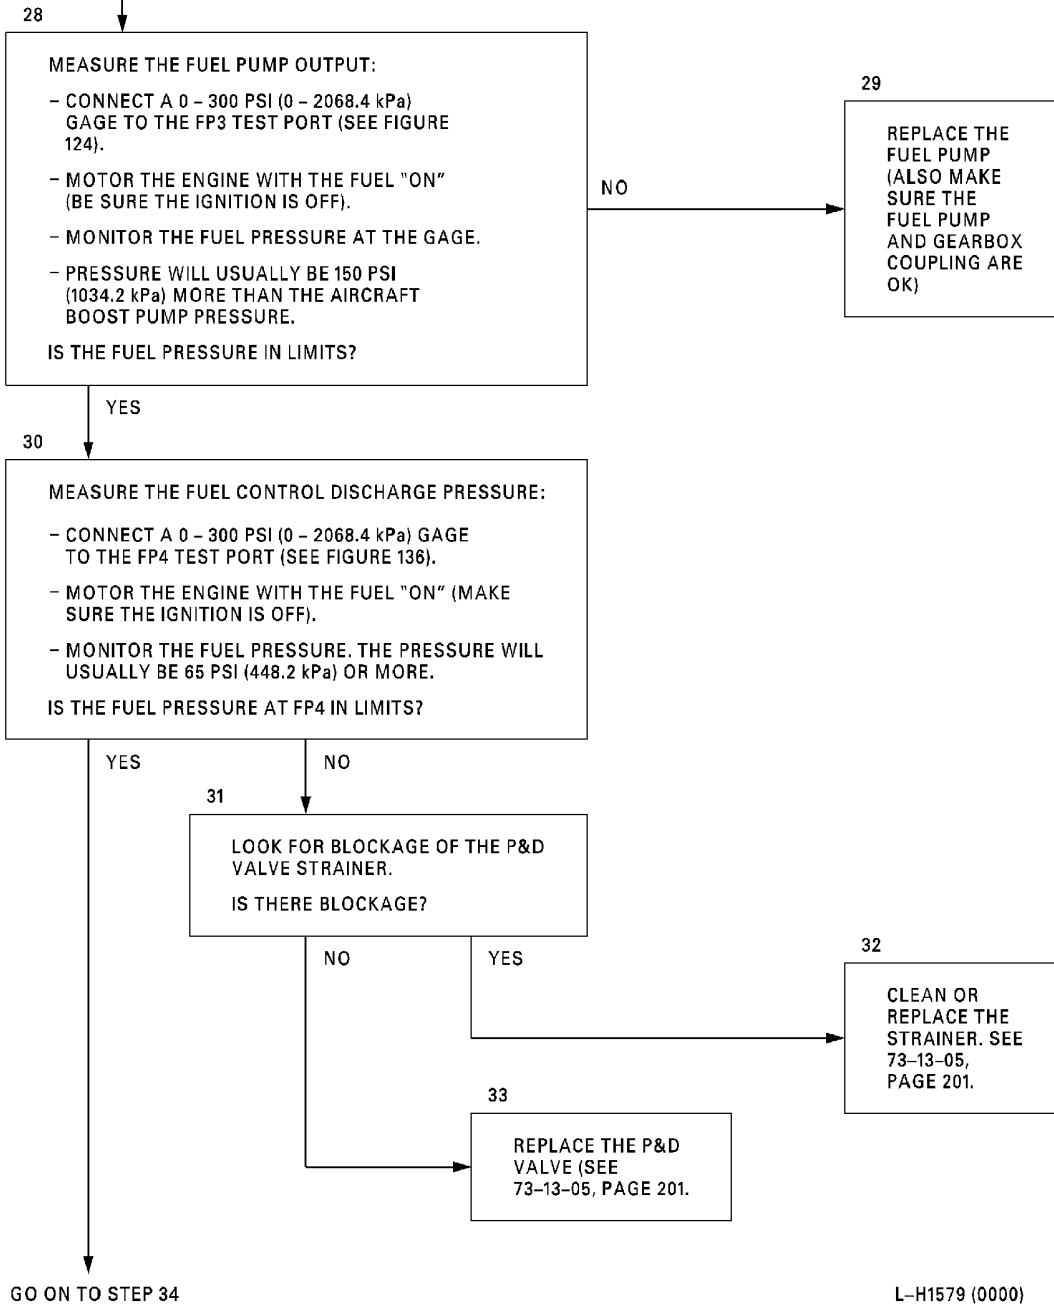 28
MEASURE THE FUEL PUMP OUTPUT:
– CONNECT A 0 – 300 PSI (0 – 2068.4 kPa)
GAGE TO THE FP3 TEST PORT (SEE FIGURE
124).
– MOTOR THE ENGINE WITH THE FUEL "ON"
(BE SURE THE IGNITION IS OFF).
– MONITOR THE FUEL PRESSURE AT THE GAGE.
– PRESSURE WILL USUALLY BE 150 PSI
(1034.2 kPa) MORE THAN THE AIRCRAFT
BOOST PUMP PRESSURE.
IS THE FUEL PRESSURE IN LIMITS?
NO
29
REPLACE THE
FUEL PUMP
(ALSO MAKE
SURE THE
FUEL PUMP
AND GEARBOX
COUPLING ARE
OK)
YES
30
MEASURE THE FUEL CONTROL DISCHARGE PRESSURE:
– CONNECT A 0 – 300 PSI (0 – 2068.4 kPa) GAGE
TO THE FP4 TEST PORT (SEE FIGURE 136).
– MOTOR THE ENGINE WITH THE FUEL "ON" (MAKE
SURE THE IGNITION IS OFF).
– MONITOR THE FUEL PRESSURE. THE PRESSURE WILL
USUALLY BE 65 PSI (448.2 kPa) OR MORE.
IS THE FUEL PRESSURE AT FP4 IN LIMITS?
YES
NO
31
LOOK FOR BLOCKAGE OF THE P&D
VALVE STRAINER.
IS THERE BLOCKAGE?
NO
YES
32
CLEAN OR
REPLACE THE
STRAINER. SEE
73–13–05,
PAGE 201.
33
REPLACE THE P&D
VALVE (SEE
73–13–05, PAGE 201.
GO ON TO STEP 34
L–H1579 (0000)